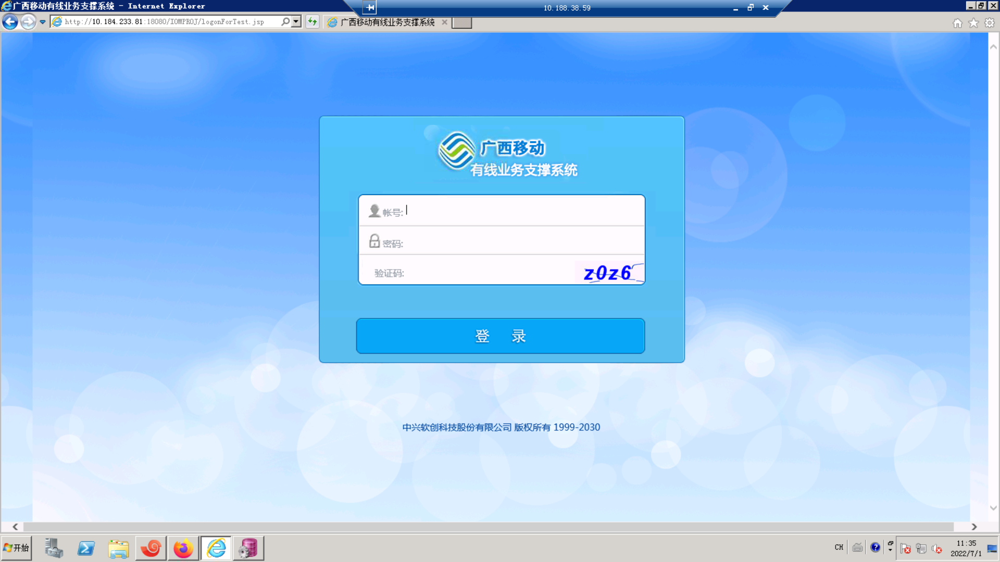 广西移动有线业务支撑系统 - Internet Explorer
10.188.38.59
http://10.184.233.81:18080/IOMPROJ/logonForTest.jsp
广西移动有线业务支撑系统
广西移动
有线业务支撑系统
帐号:
密码:
验证码:
z0z6
登 录
中兴软创科技股份有限公司 版权所有 1999-2030
开始
CH
11:35
2022/7/1